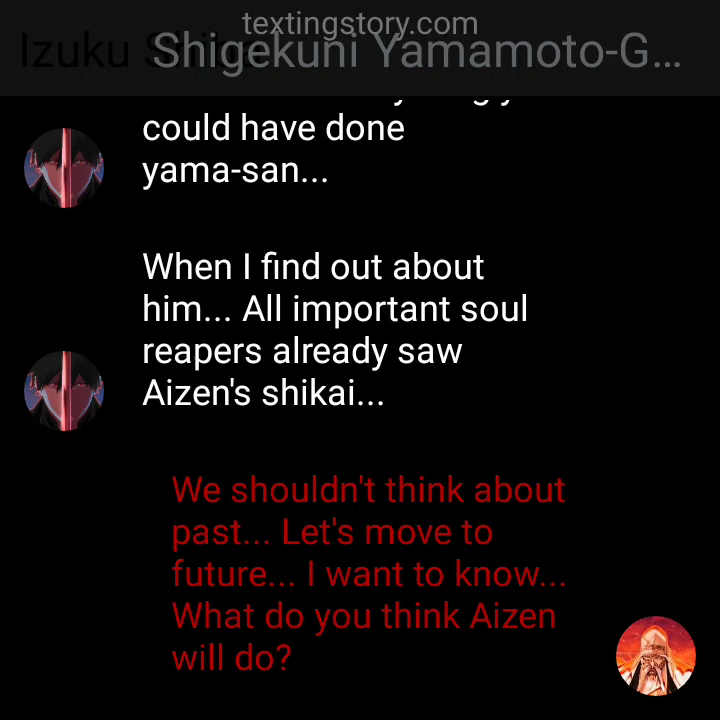 textingstory.com
Izuku Shiba
Shigekuni Yamamoto-G...
could have done
yama-san...
When I find out about
him... All important soul
reapers already saw
Aizen's shikai...
We shouldn't think about
past... Let's move to
future... I want to know...
What do you think Aizen
will do?